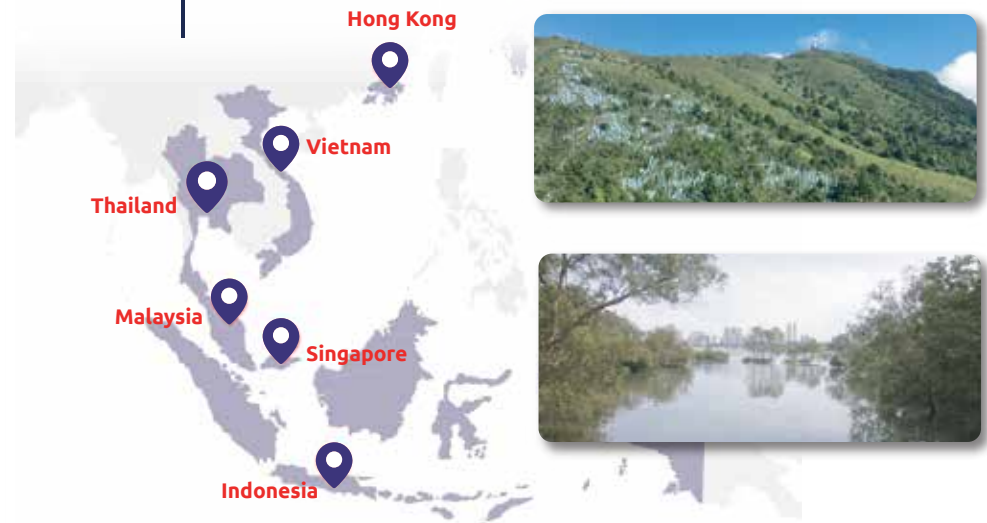 Hong Kong
Vietnam
Thailand
Malaysia
Singapore
Indonesia